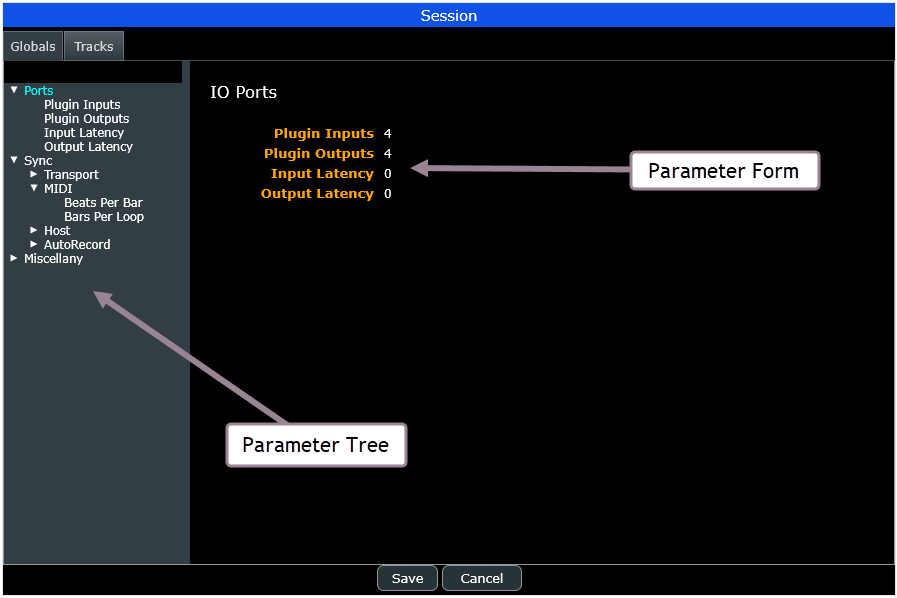 Session
Globals Tracks
Ports
Plugin Inputs
Plugin Outputs
Input Latency
Output Latency
Sync
Transport
MIDI
Beats Per Bar
Bars Per Loop
Host
AutoRecord
Miscellany
IO Ports
Plugin Inputs 4
Plugin Outputs 4
Input Latency 0
Output Latency 0
Parameter Form
Parameter Tree
Save Cancel